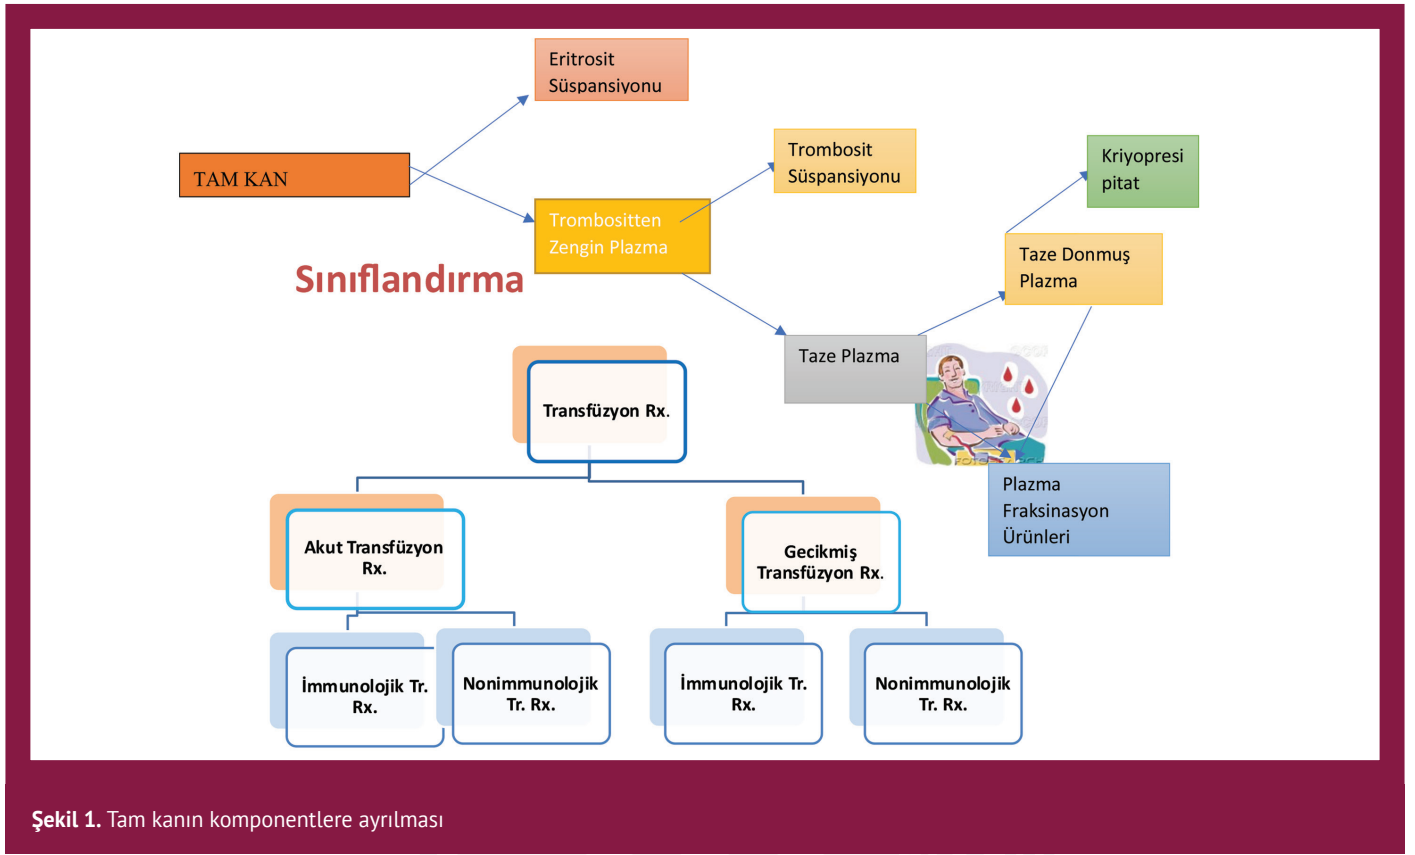 Eritrosit
Süspansiyonu
TAM KAN
Trombosit
Süspansiyonu
Kriyopresi
pitat
Trombositten
Zengin Plazma
Taze Donmuş
Plazma
Sınıflandırma
Taze Plazma
Plazma
Fraksinasyon
Ürünleri
Transfüzyon Rx.
Akut Transfüzyon
Rx.
Gecikmiş
Transfüzyon Rx.
İmmunolojik Tr.
Rx.
Nonimmunolojik
Tr. Rx.
İmmunolojik Tr.
Rx.
Nonimmunolojik
Tr. Rx.
Şekil 1. Tam kanın komponentlere ayrılması